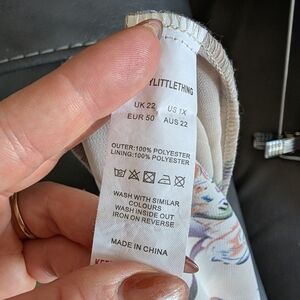 YLITTLETHING
UK 22 US 1X
EUR 50 AUS 22
OUTER:100% POLYESTER
LINING:100% POLYESTER
WASH WITH SIMILAR
COLOURS
WASH INSIDE OUT
IRON ON REVERSE
MADE IN CHINA